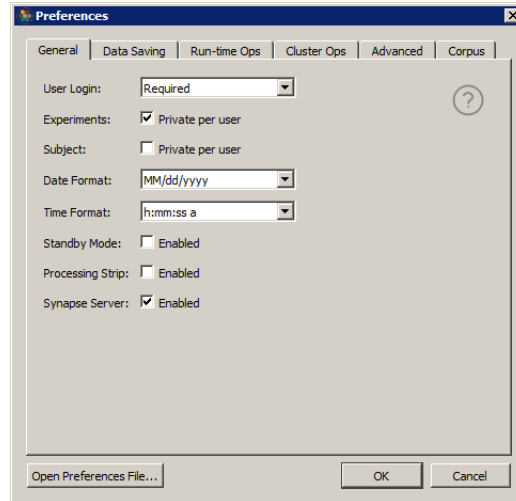 Preferences
General Data Saving Run-time Ops Cluster Ops Advanced Corpus
User Login: Required
?
Experiments: Private per user
Subject: Private per user
Date Format: MM/dd/yyyy
Time Format: h:mm:ss a
Standby Mode: Enabled
Processing Strip: Enabled
Synapse Server: Enabled
Open Preferences File... OK Cancel